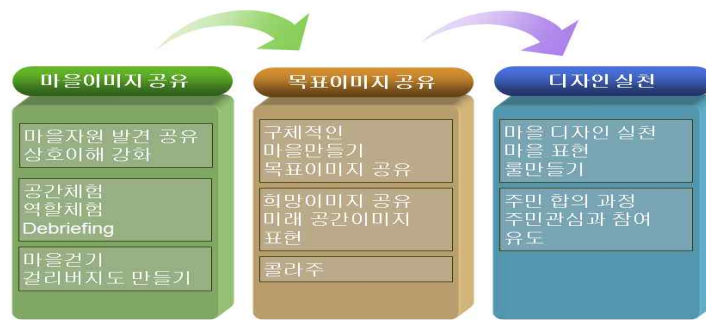 마을이미지 공유
마을자원 발견 공유
상호이해 강화
공간체험
역할체험
Debriefing
마을걷기
걸리버지도 만들기
목표이미지 공유
구체적인
마을만들기
목표이미지 공유
희망이미지 공유
미래 공간이미지
표현
콜라주
디자인 실천
마을 디자인 실천
마을 표현
룰만들기
주민 합의 과정
주민관심과 참여
유도